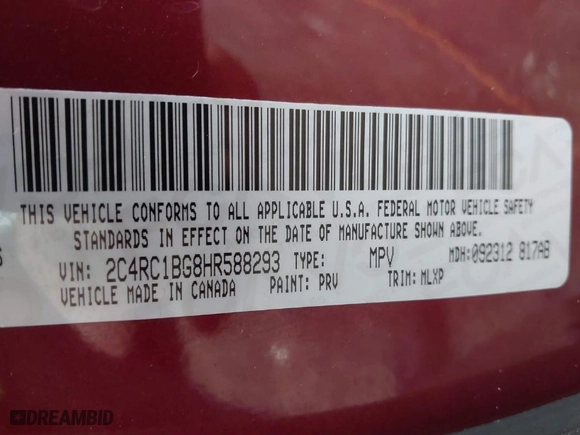 THIS VEHICLE CONFORMS TO ALL APPLICABLE U.S.A. FEDERAL MOTOR VEHICLE SAFETY
STANDARDS IN EFFECT ON THE DATE OF MANUFACTURE SHOWN ABOVE.
VIN: 2C4RC1BG8HR588293 TYPE: MPV MDH:092312 817AB
VEHICLE MADE IN CANADA PAINT: PRV TRIM: MLXP
DREAMBID